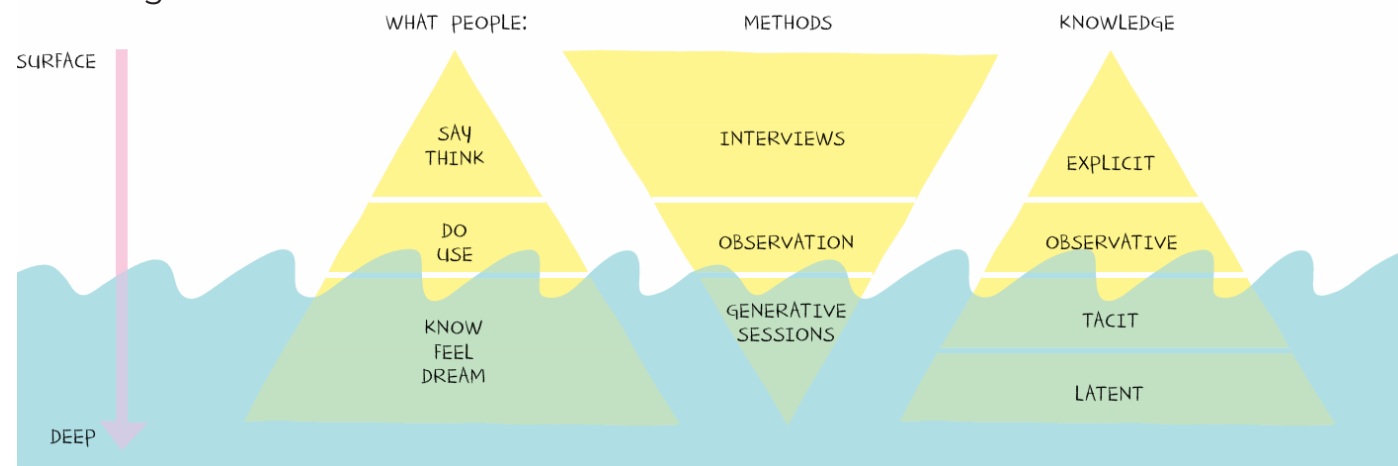 WHAT PEOPLE:
METHODS
KNOWLEDGE
SURFACE
SAY
THINK
INTERVIEWS
EXPLICIT
DO
USE
OBSERVATION
OBSERVATIVE
KNOW
FEEL
DREAM
GENERATIVE
SESSIONS
TACIT
LATENT
DEEP